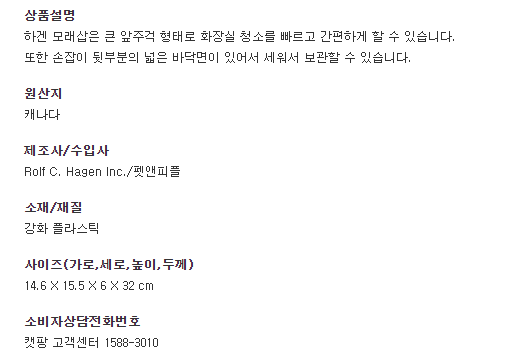 상품설명
하겐 모래삽은 큰 앞주걱 형태로 화장실 청소를 빠르고 간편하게 할 수 있습니다.
또한 손잡이 뒷부분의 넓은 바닥면이 있어서 세워서 보관할 수 있습니다.
원산지
캐나다
제조사/수입사
Rolf C. Hagen Inc./펫앤피플
소재/재질
강화 플라스틱
사이즈(가로,세로,높이,두께)
14.6 X 15.5 X 6 X 32 cm
소비자상담전화번호
캣팡 고객센터 1588-3010